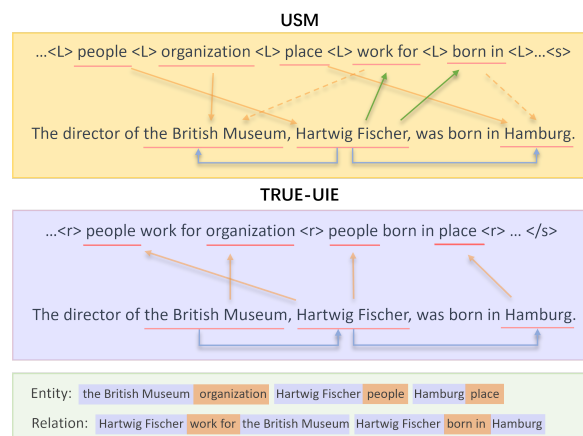 USM
...<L> people <L> organization <L> place <L> work for <L> born in <L>...<s>
The director of the British Museum, Hartwig Fischer, was born in Hamburg.
TRUE-UIE
...<r> people work for organization <r> people born in place <r> ... </s>
The director of the British Museum, Hartwig Fischer, was born in Hamburg.
Entity: the British Museum organization Hartwig Fischer people Hamburg place
Relation: Hartwig Fischer work for the British Museum Hartwig Fischer born in Hamburg